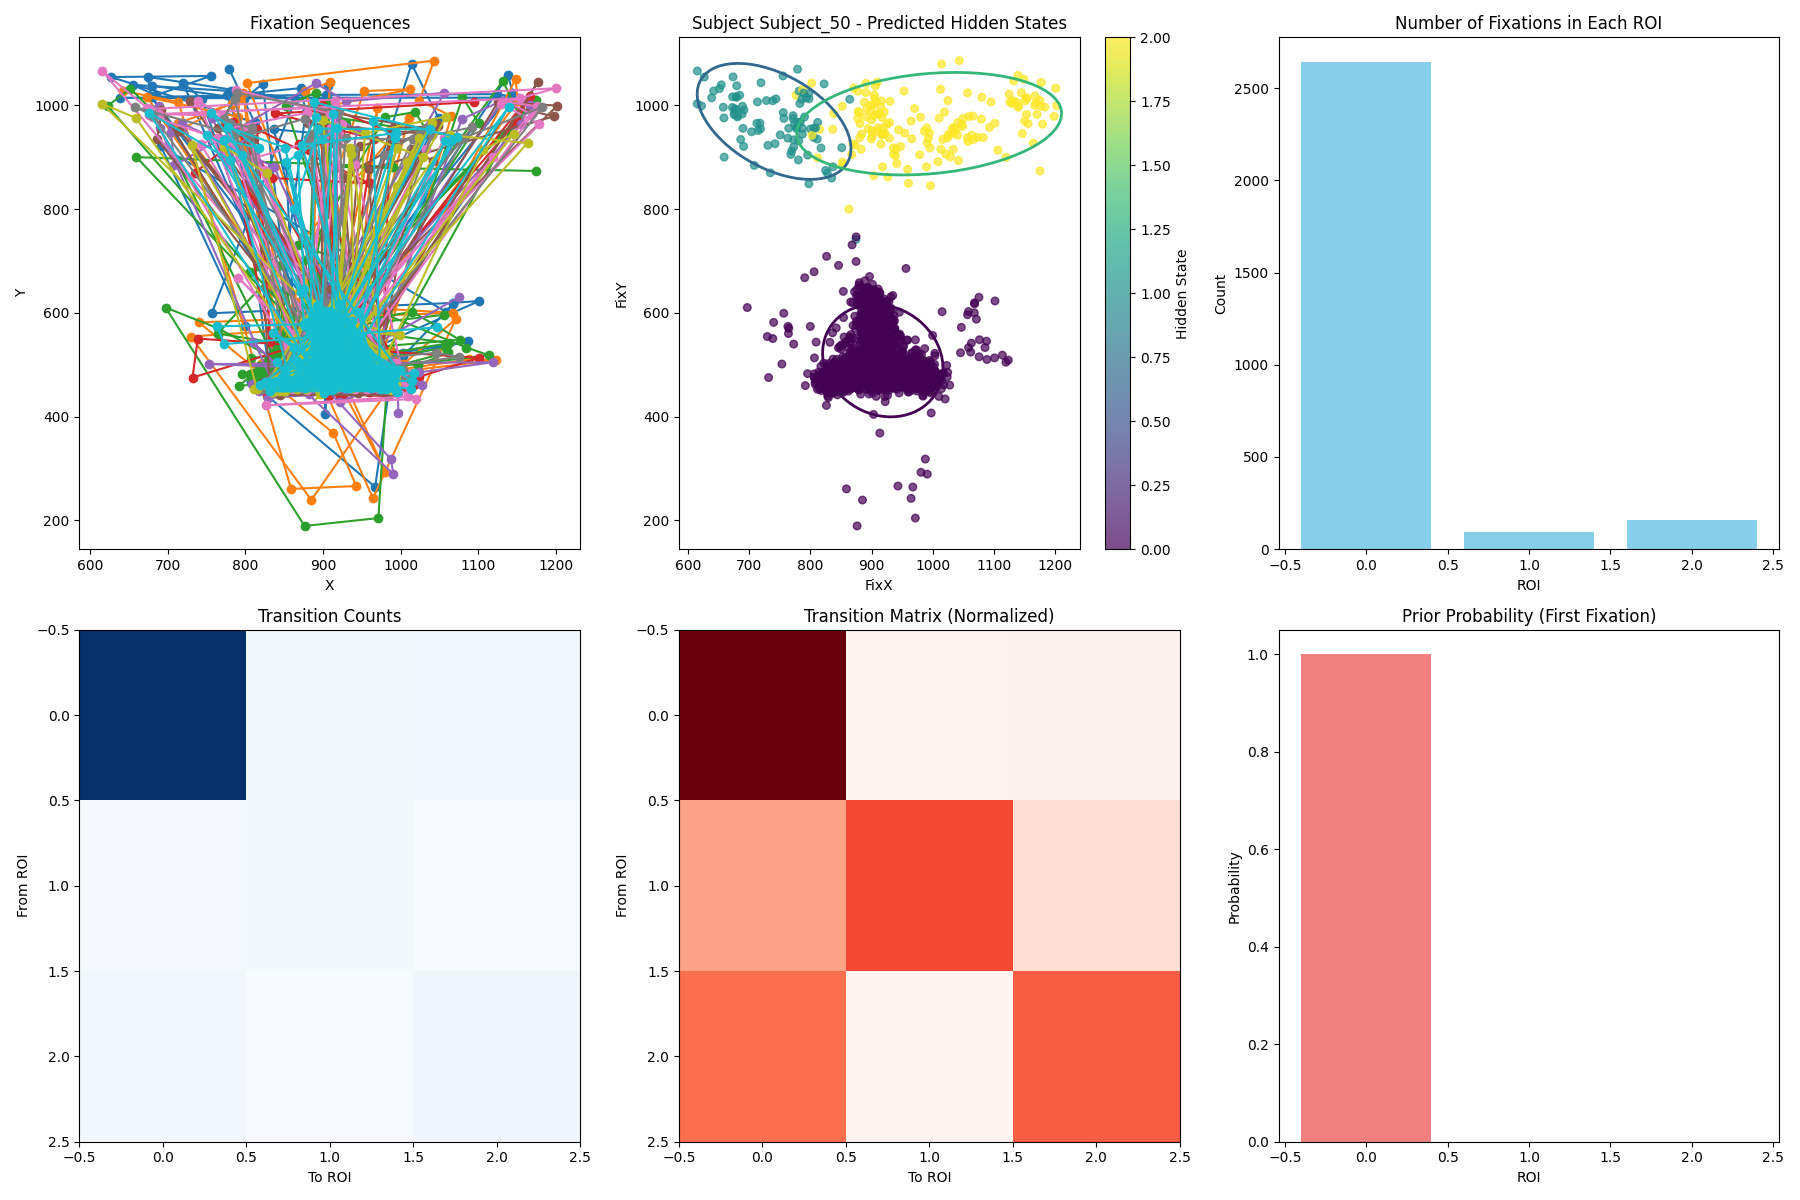 Fixation Sequences
Y
1000
800
600
400
200
600 700 800 900 1000 1100 1200
X
Subject Subject_50 - Predicted Hidden States
FixY
1000
800
600
400
200
600 700 800 900 1000 1100 1200
FixX
2.00
1.75
1.50
1.25
1.00
0.75
0.50
0.25
0.00
Hidden State
Number of Fixations in Each ROI
Count
2500
2000
1500
1000
500
0
−0.5 0.0 0.5 1.0 1.5 2.0 2.5
ROI
Transition Counts
From ROI
−0.5
0.0
0.5
1.0
1.5
2.0
2.5
−0.5 0.0 0.5 1.0 1.5 2.0 2.5
To ROI
Transition Matrix (Normalized)
From ROI
−0.5
0.0
0.5
1.0
1.5
2.0
2.5
−0.5 0.0 0.5 1.0 1.5 2.0 2.5
To ROI
Prior Probability (First Fixation)
Probability
1.0
0.8
0.6
0.4
0.2
0.0
−0.5 0.0 0.5 1.0 1.5 2.0 2.5
ROI